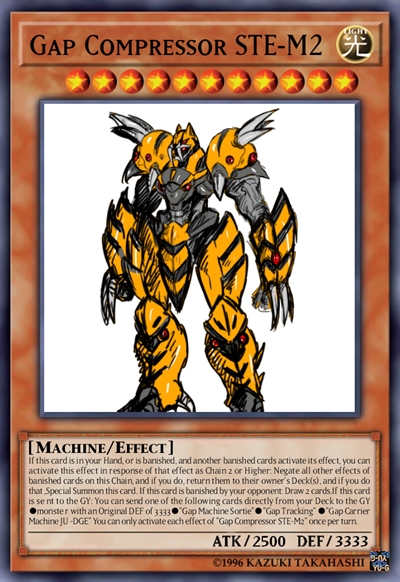 Gap Compressor STE-M2
LIGHT
光
[Machine/Effect]
If this card is in your Hand, or is banished, and another banished cards activate its effect, you can
activate this effect in response of that effect as Chain 2 or Higher: Negate all other effects of
banished cards on this Chain, and if you do, return them to their owner's Deck(s), and if you do
that ,Special Summon this card. If this card is banished by your opponent: Draw 2 cards.If this card
is se nt to the GY: You can send one of the following cards directly from your Deck to the GY
●monste r with an Original DEF of 3333●"Gap Machine Sortie"●"Gap Tracking" ●"Gap Carrier
Machine JU -DGE" You can only activate each effect of "Gap Compressor STE-M2" once per turn.
ATK / 2500 DEF / 3333
©1996 KAZUKI TAKAHASHI